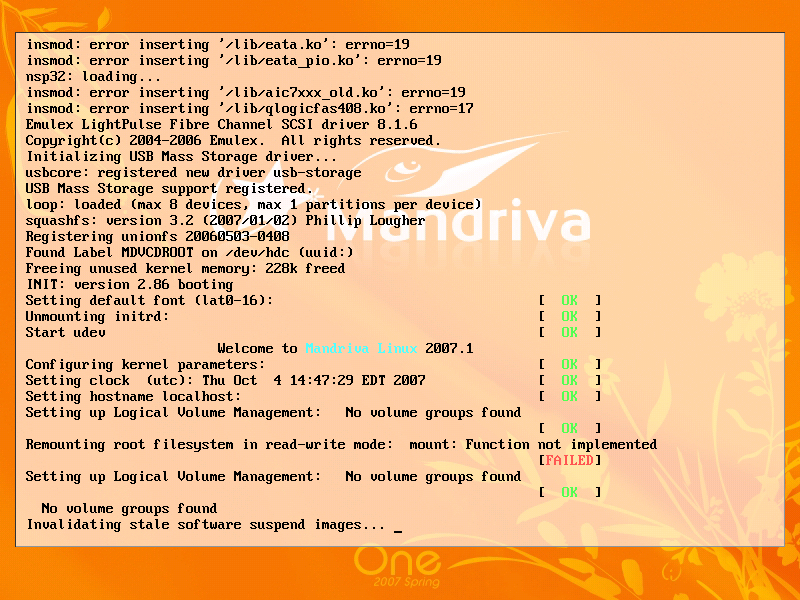 insmod: error inserting '/lib/eata.ko': errno=19
insmod: error inserting '/lib/eata_pio.ko': errno=19
nsp32: loading...
insmod: error inserting '/lib/aic7xxx_old.ko': errno=19
insmod: error inserting '/lib/qlogicfas408.ko': errno=17
Emulex LightPulse Fibre Channel SCSI driver 8.1.6
Copyright(c) 2004-2006 Emulex.  All rights reserved.
Initializing USB Mass Storage driver...
usbcore: registered new driver usb-storage
USB Mass Storage support registered.
loop: loaded (max 8 devices, max 1 partitions per device)
squashfs: version 3.2 (2007/01/02) Phillip Lougher
Mandriva
Registering unionfs 20060503-0408
Found Label MDVCDROOT on /dev/hdc (uuid:)
Freeing unused kernel memory: 228k freed
INIT: version 2.86 booting
Setting default font (lat0-16): [  OK  ]
Unmounting initrd: [  OK  ]
Start udev [  OK  ]
Welcome to Mandriva Linux 2007.1
Configuring kernel parameters: [  OK  ]
Setting clock  (utc): Thu Oct  4 14:47:29 EDT 2007 [  OK  ]
Setting hostname localhost: [  OK  ]
Setting up Logical Volume Management:   No volume groups found
[  OK  ]
Remounting root filesystem in read-write mode:  mount: Function not implemented
[FAILED]
Setting up Logical Volume Management:   No volume groups found
[  OK  ]
No volume groups found
Invalidating stale software suspend images... _
One
2007 Spring